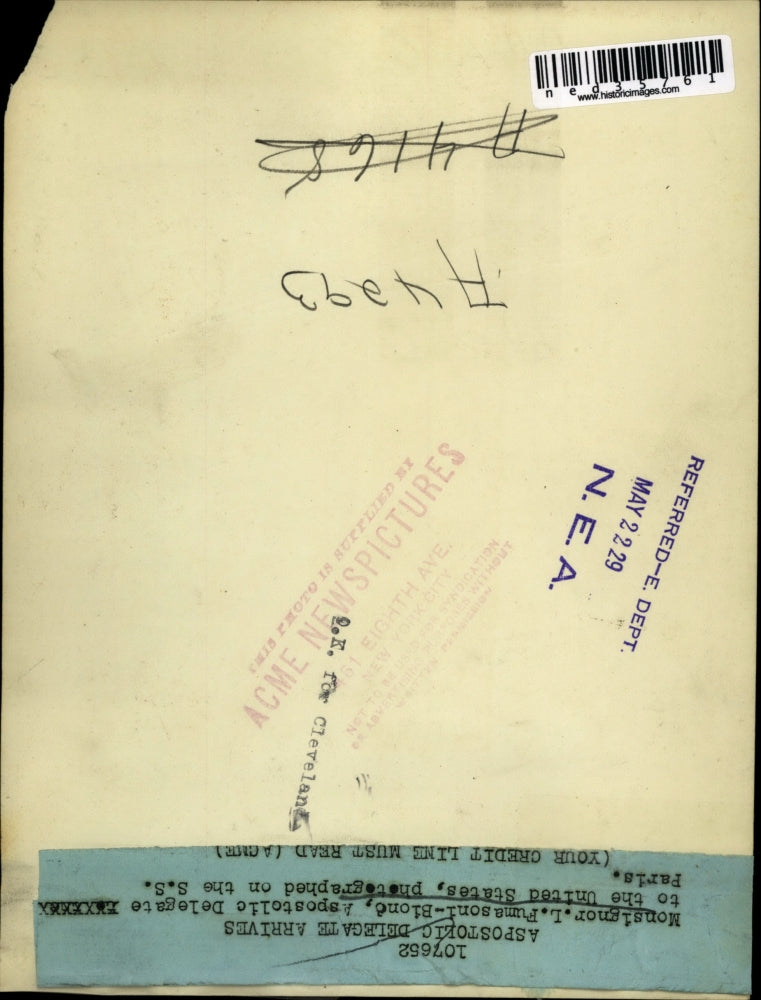 ned35761
www.historicimages.com
A 4168
A 4293
REFERRED-E. DEPT.
MAY 22 29
N. E. A.
THIS PHOTO IS SUPPLIED BY
ACME NEWSPICTURES
461 EIGHTH AVE.
NEW YORK CITY
NOT TO BE USED FOR SYNDICATION
OR ADVERTISING PURPOSES WITHOUT
WRITTEN PERMISSION
O.K. for Cleveland
107652
ASPOSTOLIC DELEGATE ARRIVES
Monsignor.L.Fumasoni-Biond, Aspostolic Delegate
to the United States, photographed on the S.S.
Paris.
(YOUR CREDIT LINE MUST READ (ACME)